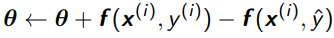 θ ← θ + f(x⁽ⁱ⁾, y⁽ⁱ⁾) − f(x⁽ⁱ⁾, ŷ)